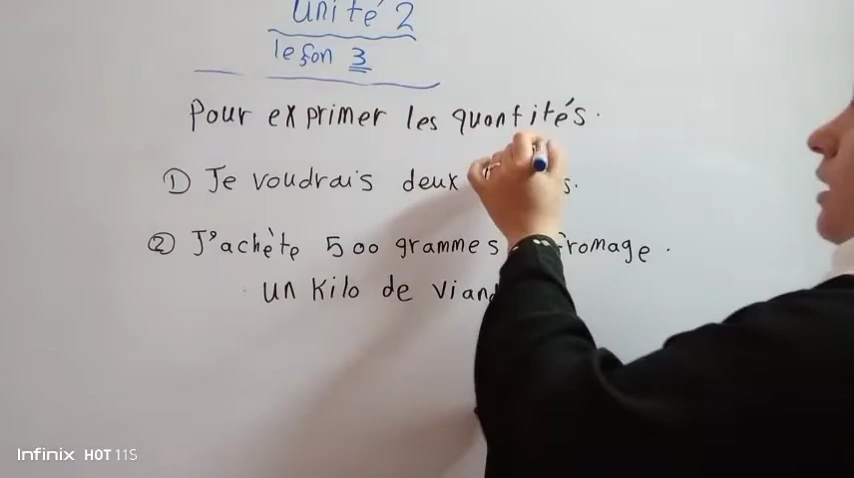 Unité 2
leçon 3
Pour exprimer les quantités.
① Je voudrais deux
② J'achète 500 grammes fromage.
un kilo de
Infinix HOT 11S